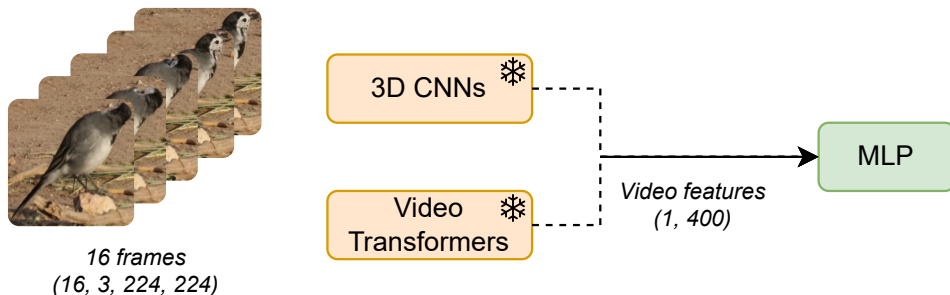 16 frames
(16, 3, 224, 224)
3D CNNs
Video
Transformers
Video features
(1, 400)
MLP